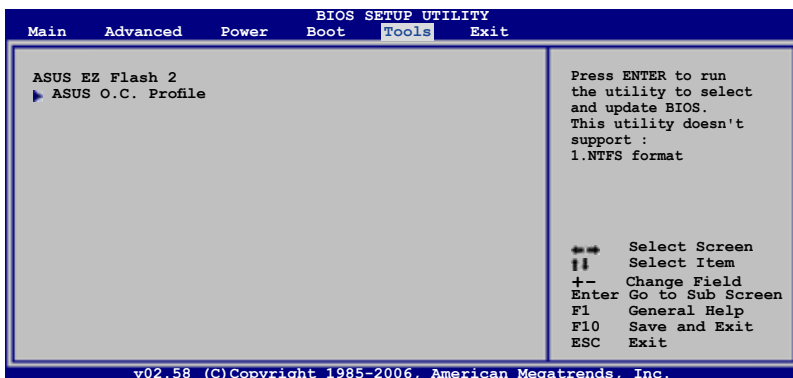 BIOS SETUP UTILITY
Main Advanced Power Boot Tools Exit
ASUS EZ Flash 2
ASUS O.C. Profile
Press ENTER to run
the utility to select
and update BIOS.
This utility doesn't
support :
1.NTFS format
Select Screen
Select Item
+- Change Field
Enter Go to Sub Screen
F1 General Help
F10 Save and Exit
ESC Exit
v02.58 (C)Copyright 1985-2006, American Megatrends, Inc.